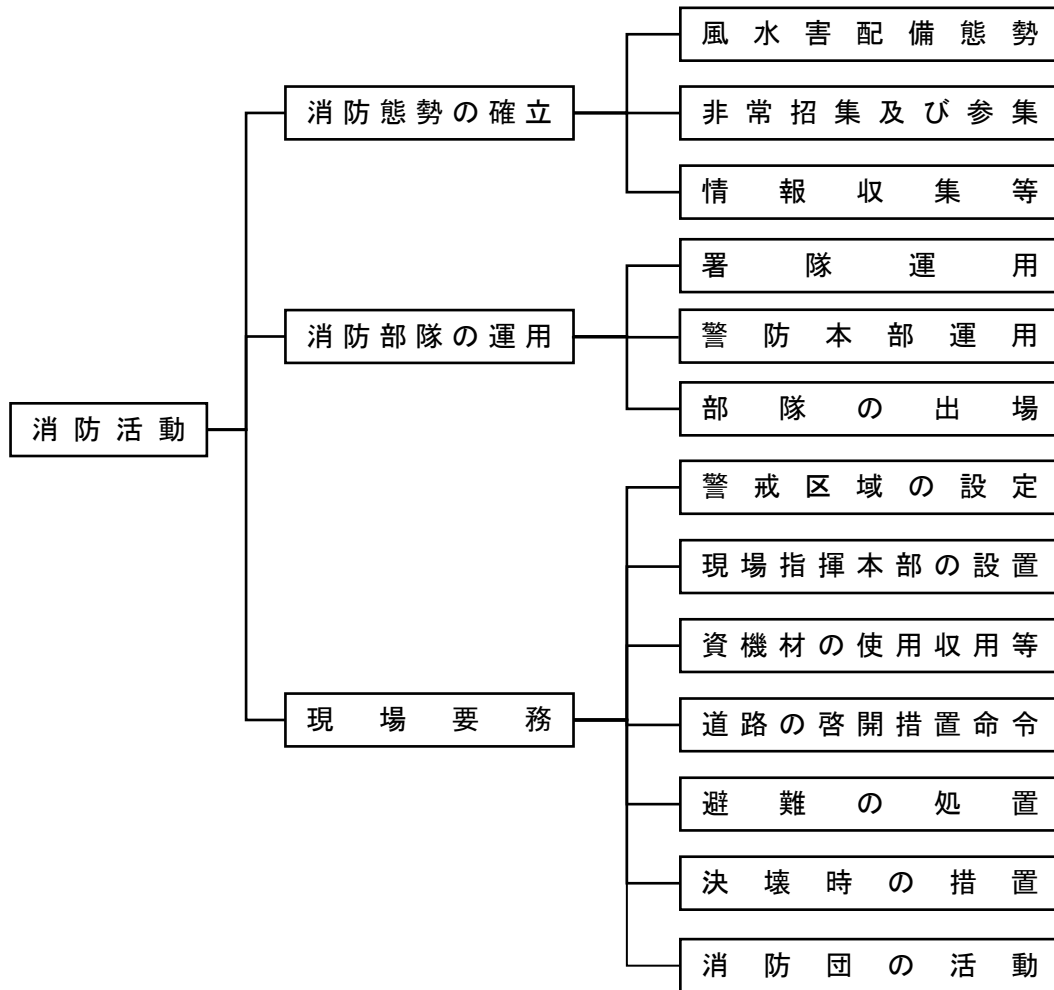 消防活動
消防態勢の確立
風水害配備態勢
非常招集及び参集
情報収集等
消防部隊の運用
署隊運用
警防本部運用
部隊の出場
現場要務
警戒区域の設定
現場指揮本部の設置
資機材の使用収用等
道路の啓開措置命令
避難の処置
決壊時の措置
消防団の活動